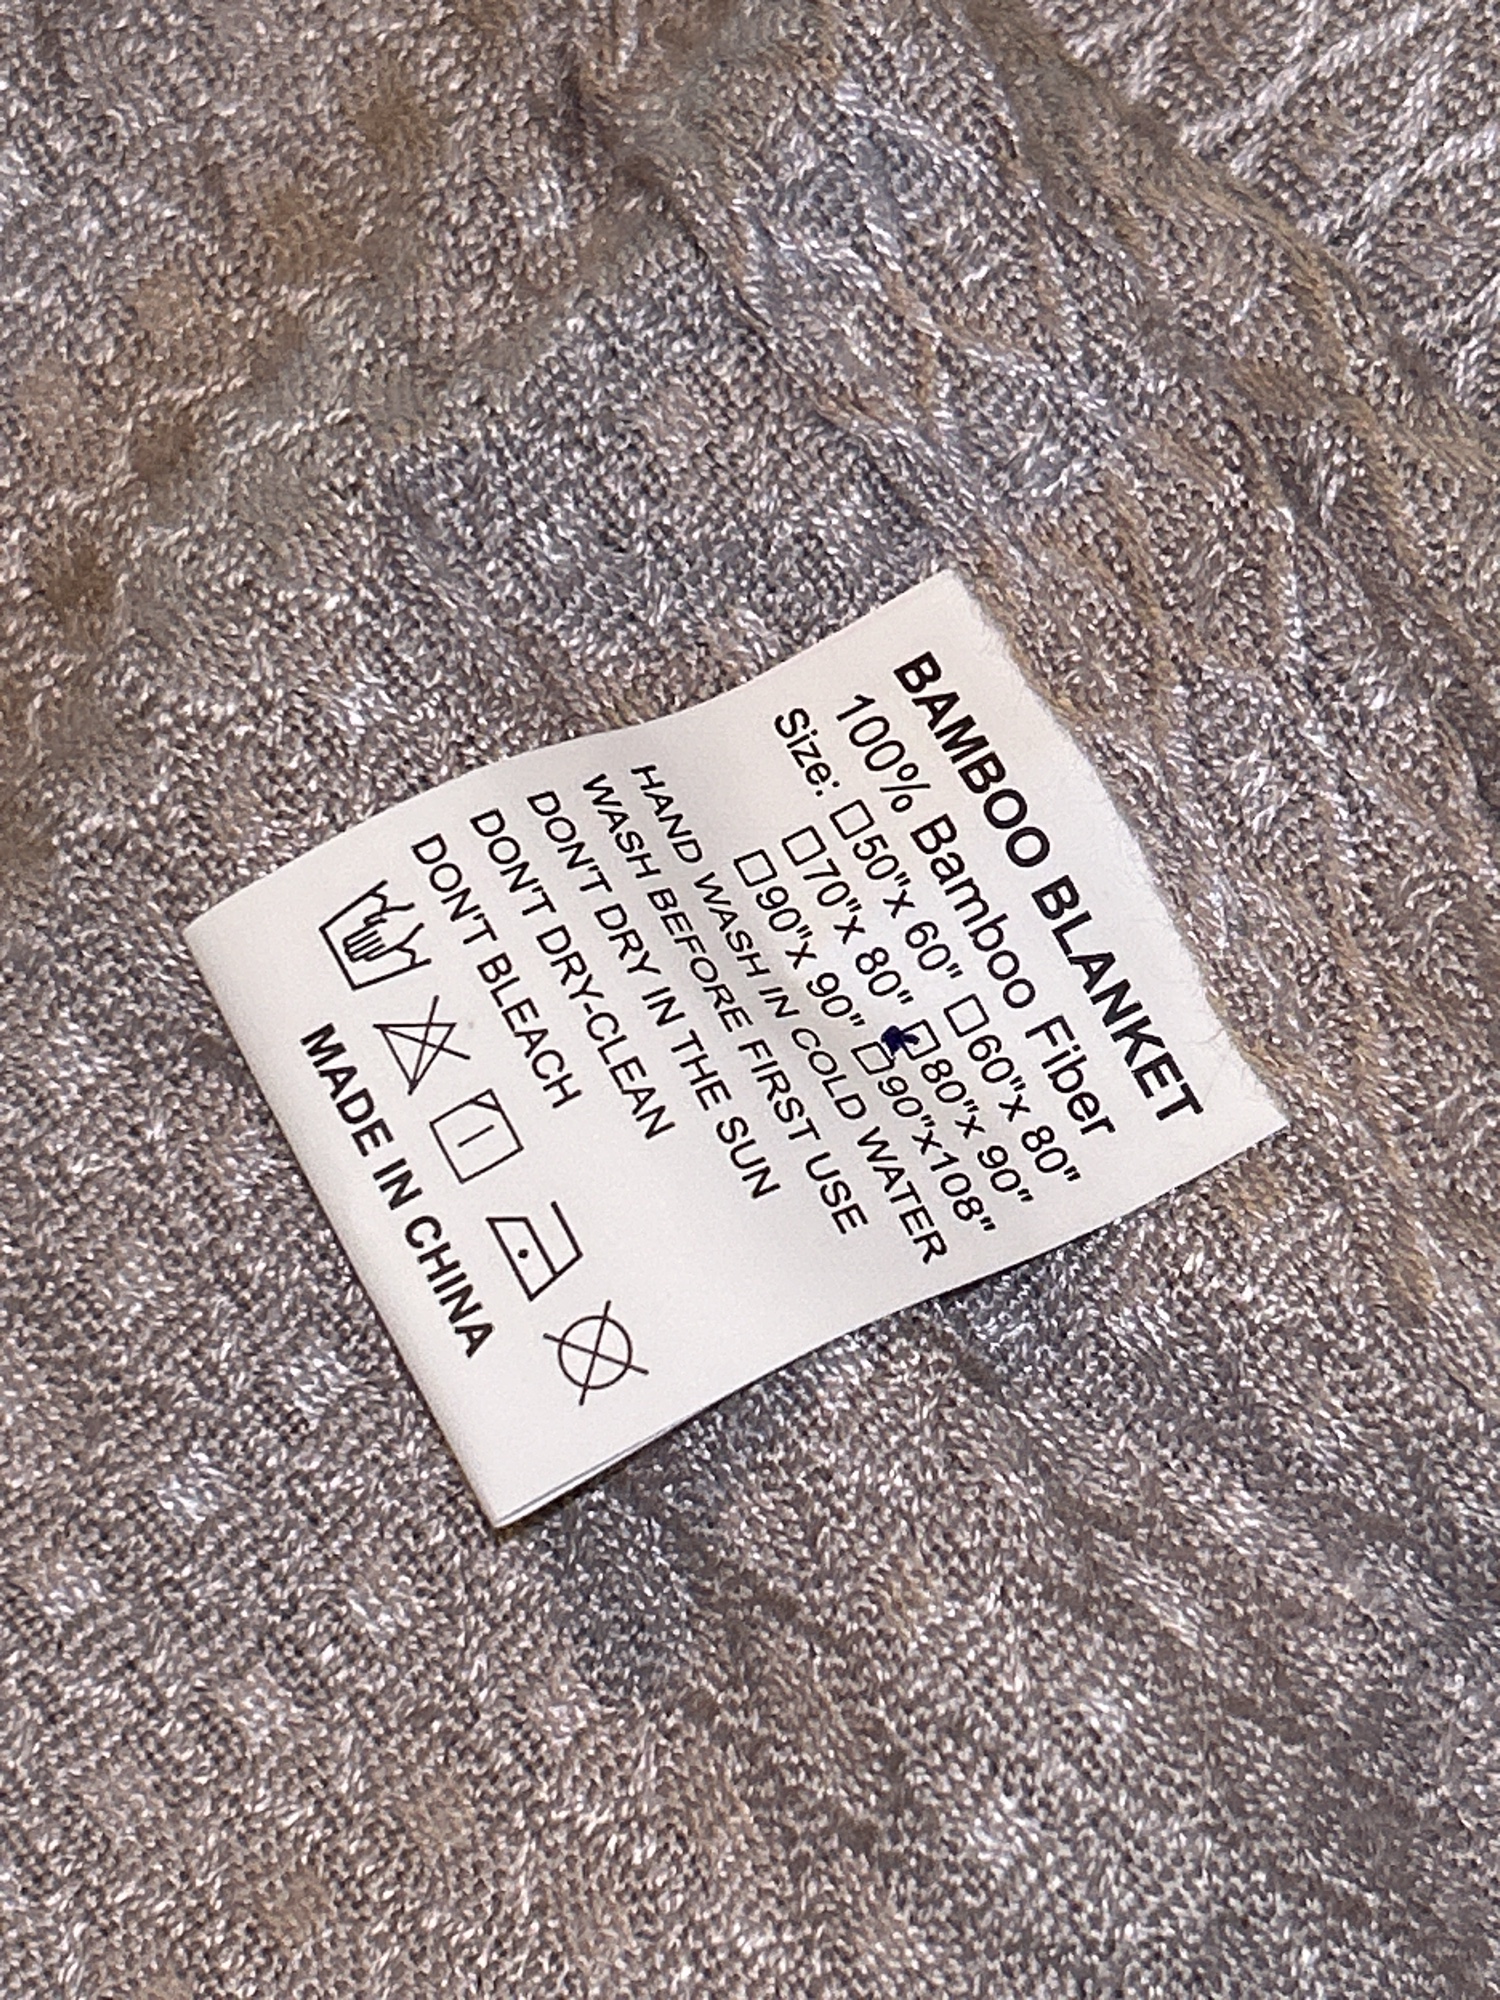 BAMBOO BLANKET
100% Bamboo Fiber
Size: □50"x 60" □60"x 80"
□70"x 80" □80"x 90"
□90"x 90" □90"x108"
HAND WASH IN COLD WATER
WASH BEFORE FIRST USE
DON'T DRY IN THE SUN
DON'T DRY-CLEAN
DON'T BLEACH
MADE IN CHINA